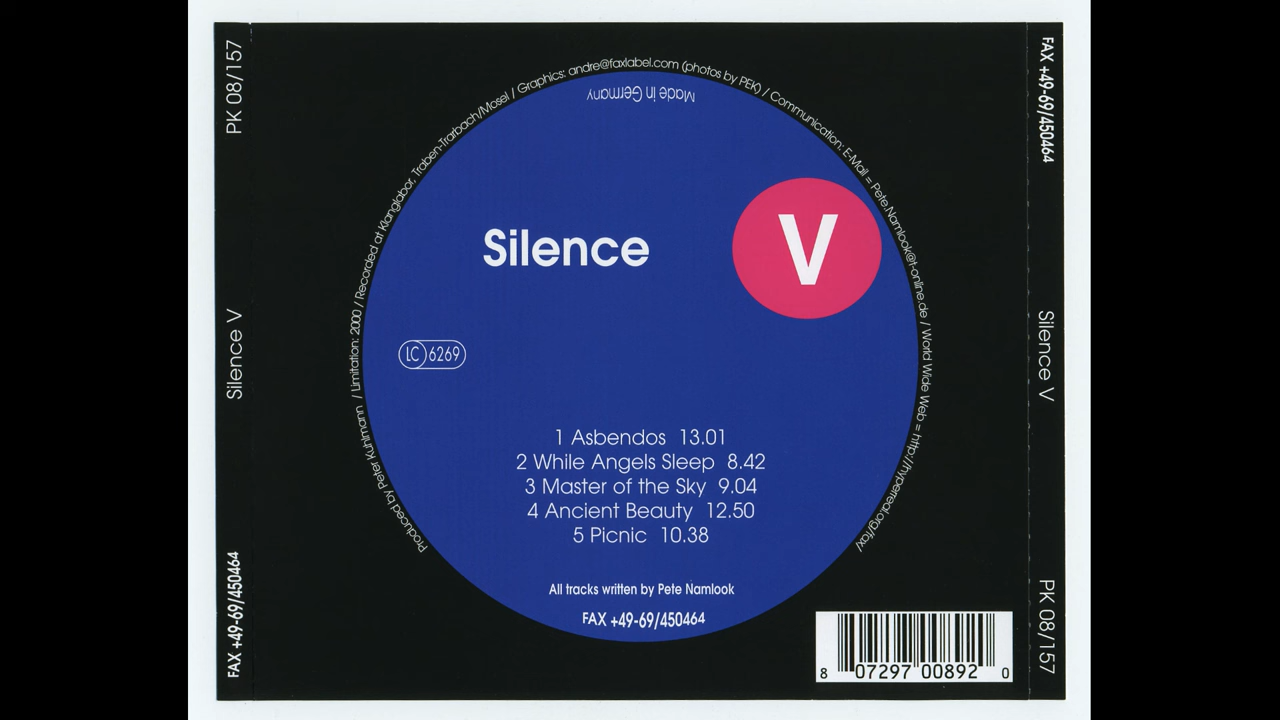 PK 08/157
Silence V
FAX +49-69/450464
Produced by Peter Kuhlmann / Limitation: 2000 / Recorded at Klanglabor, Traben-Trarbach/Mosel / Graphics: andre@faxlabel.com (photos by PEK) / Communication: E-Mail = Pete.Namlook@t-online.de / World Wide Web = http://hyperreal.org/fax/
Made in Germany
Silence
V
LC 6269
1 Asbendos 13.01
2 While Angels Sleep 8.42
3 Master of the Sky 9.04
4 Ancient Beauty 12.50
5 Picnic 10.38
All tracks written by Pete Namlook
FAX +49-69/450464
8 07297 00892 0
FAX +49-69/450464
Silence V
PK 08/157